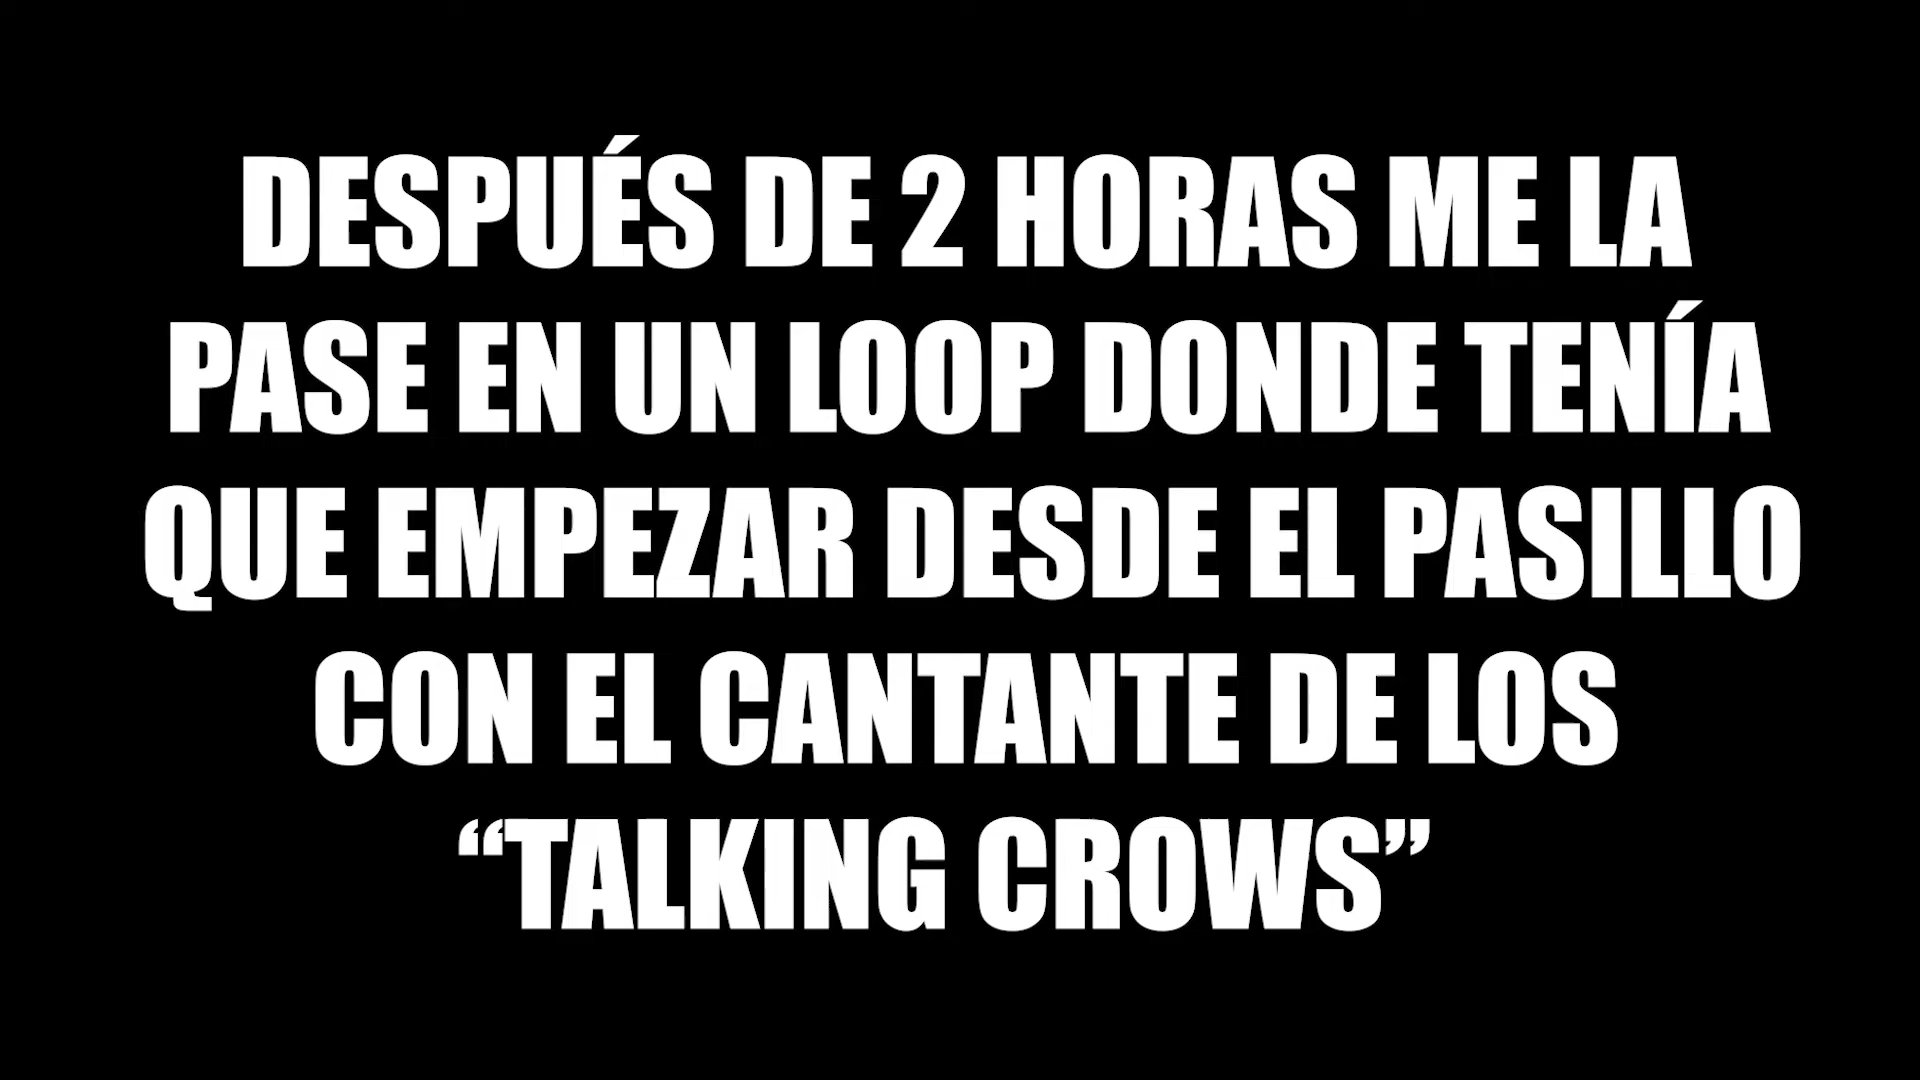 DESPUÉS DE 2 HORAS ME LA
PASE EN UN LOOP DONDE TENÍA
QUE EMPEZAR DESDE EL PASILLO
CON EL CANTANTE DE LOS
“TALKING CROWS”